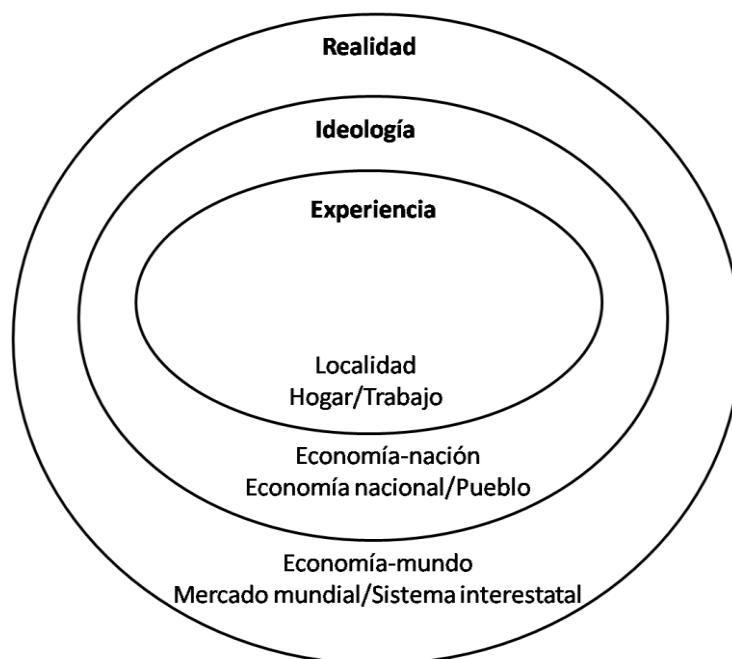 Realidad
Ideología
Experiencia
Localidad
Hogar/Trabajo
Economía-nación
Economía nacional/Pueblo
Economía-mundo
Mercado mundial/Sistema interestatal